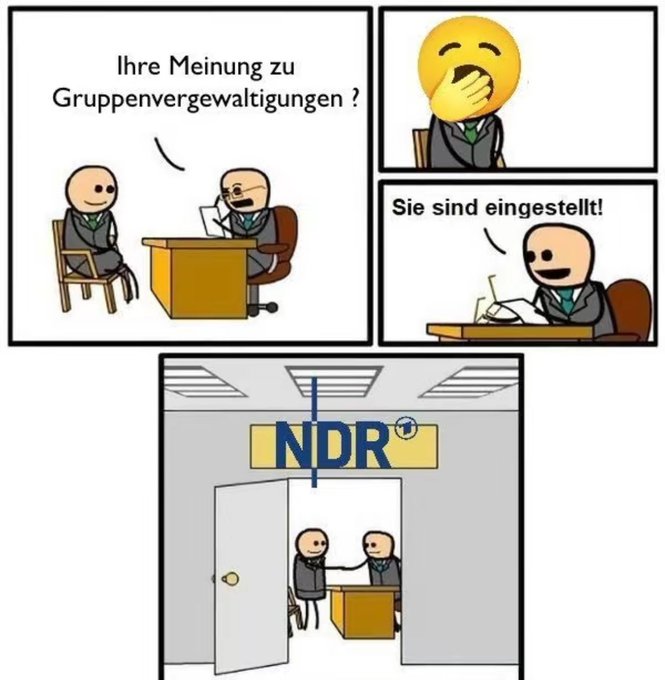 Ihre Meinung zu
Gruppenvergewaltigungen ?
Sie sind eingestellt!
NDR